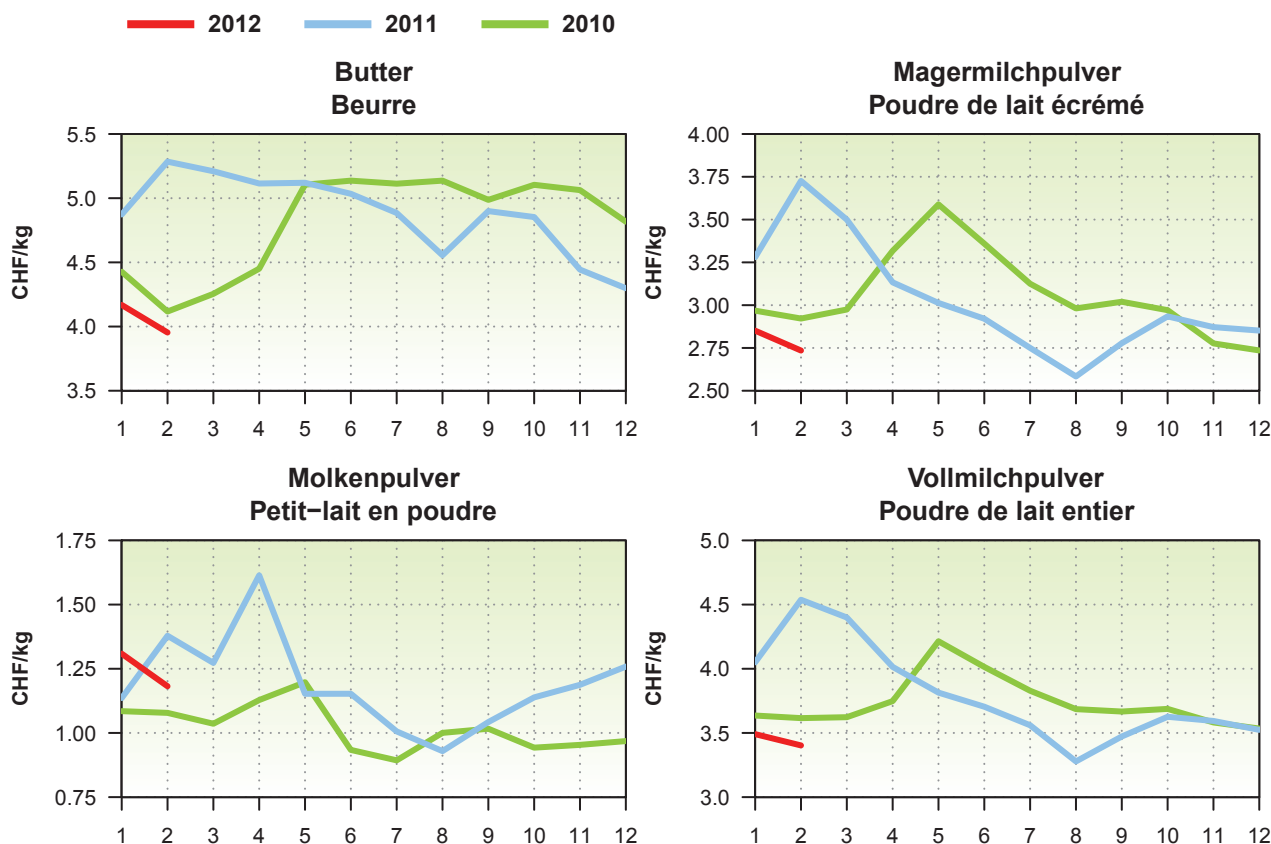 2012 2011 2010
Butter
Beurre
CHF/kg
5.5
5.0
4.5
4.0
3.5
1 2 3 4 5 6 7 8 9 10 11 12
Magermilchpulver
Poudre de lait écrémé
CHF/kg
4.00
3.75
3.50
3.25
3.00
2.75
2.50
1 2 3 4 5 6 7 8 9 10 11 12
Molkenpulver
Petit−lait en poudre
CHF/kg
1.75
1.50
1.25
1.00
0.75
1 2 3 4 5 6 7 8 9 10 11 12
Vollmilchpulver
Poudre de lait entier
CHF/kg
5.0
4.5
4.0
3.5
3.0
1 2 3 4 5 6 7 8 9 10 11 12